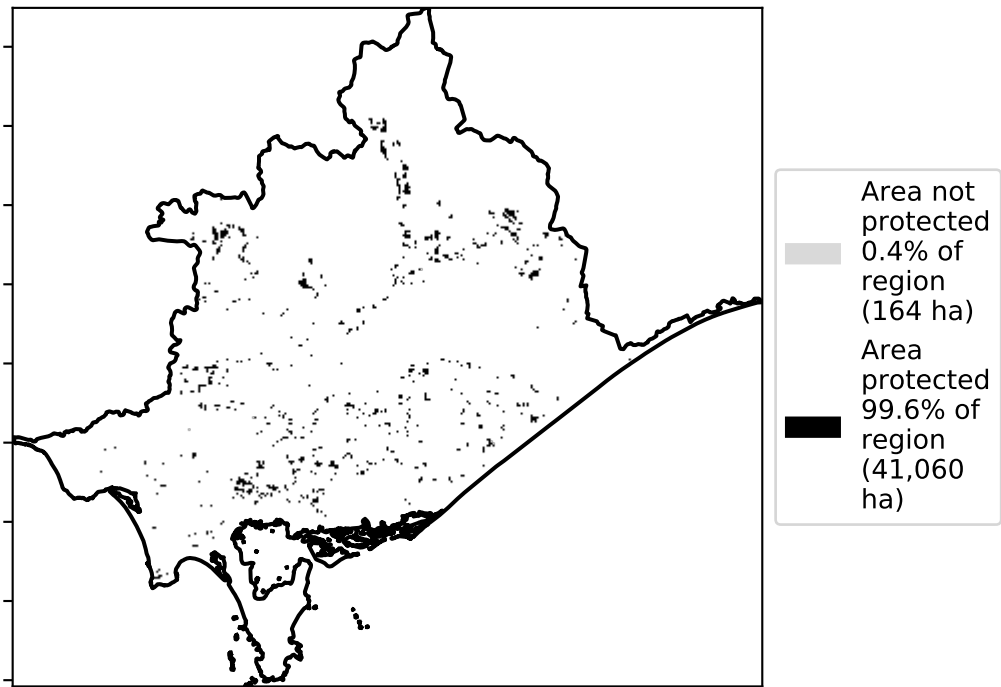 Area not
protected
0.4% of
region
(164 ha)
Area
protected
99.6% of
region
(41,060
ha)